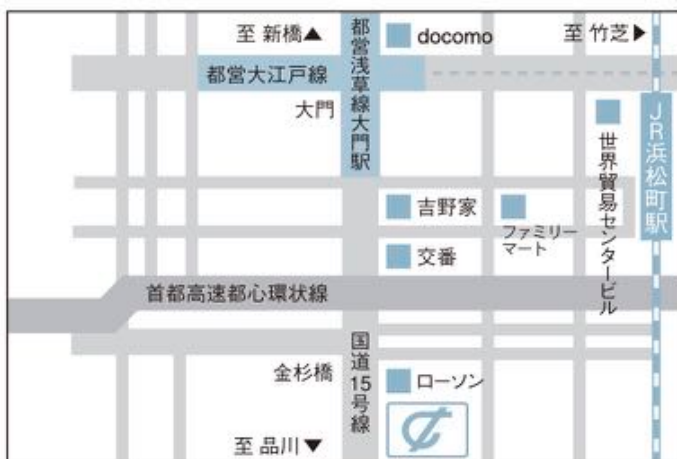 至 新橋▲
都営浅草線大門駅
docomo
至 竹芝▶
都営大江戸線
大門
JR浜松町駅
世界貿易センタービル
吉野家
ファミリー
マート
交番
首都高速都心環状線
国道15号線
金杉橋
ローソン
至 品川▼